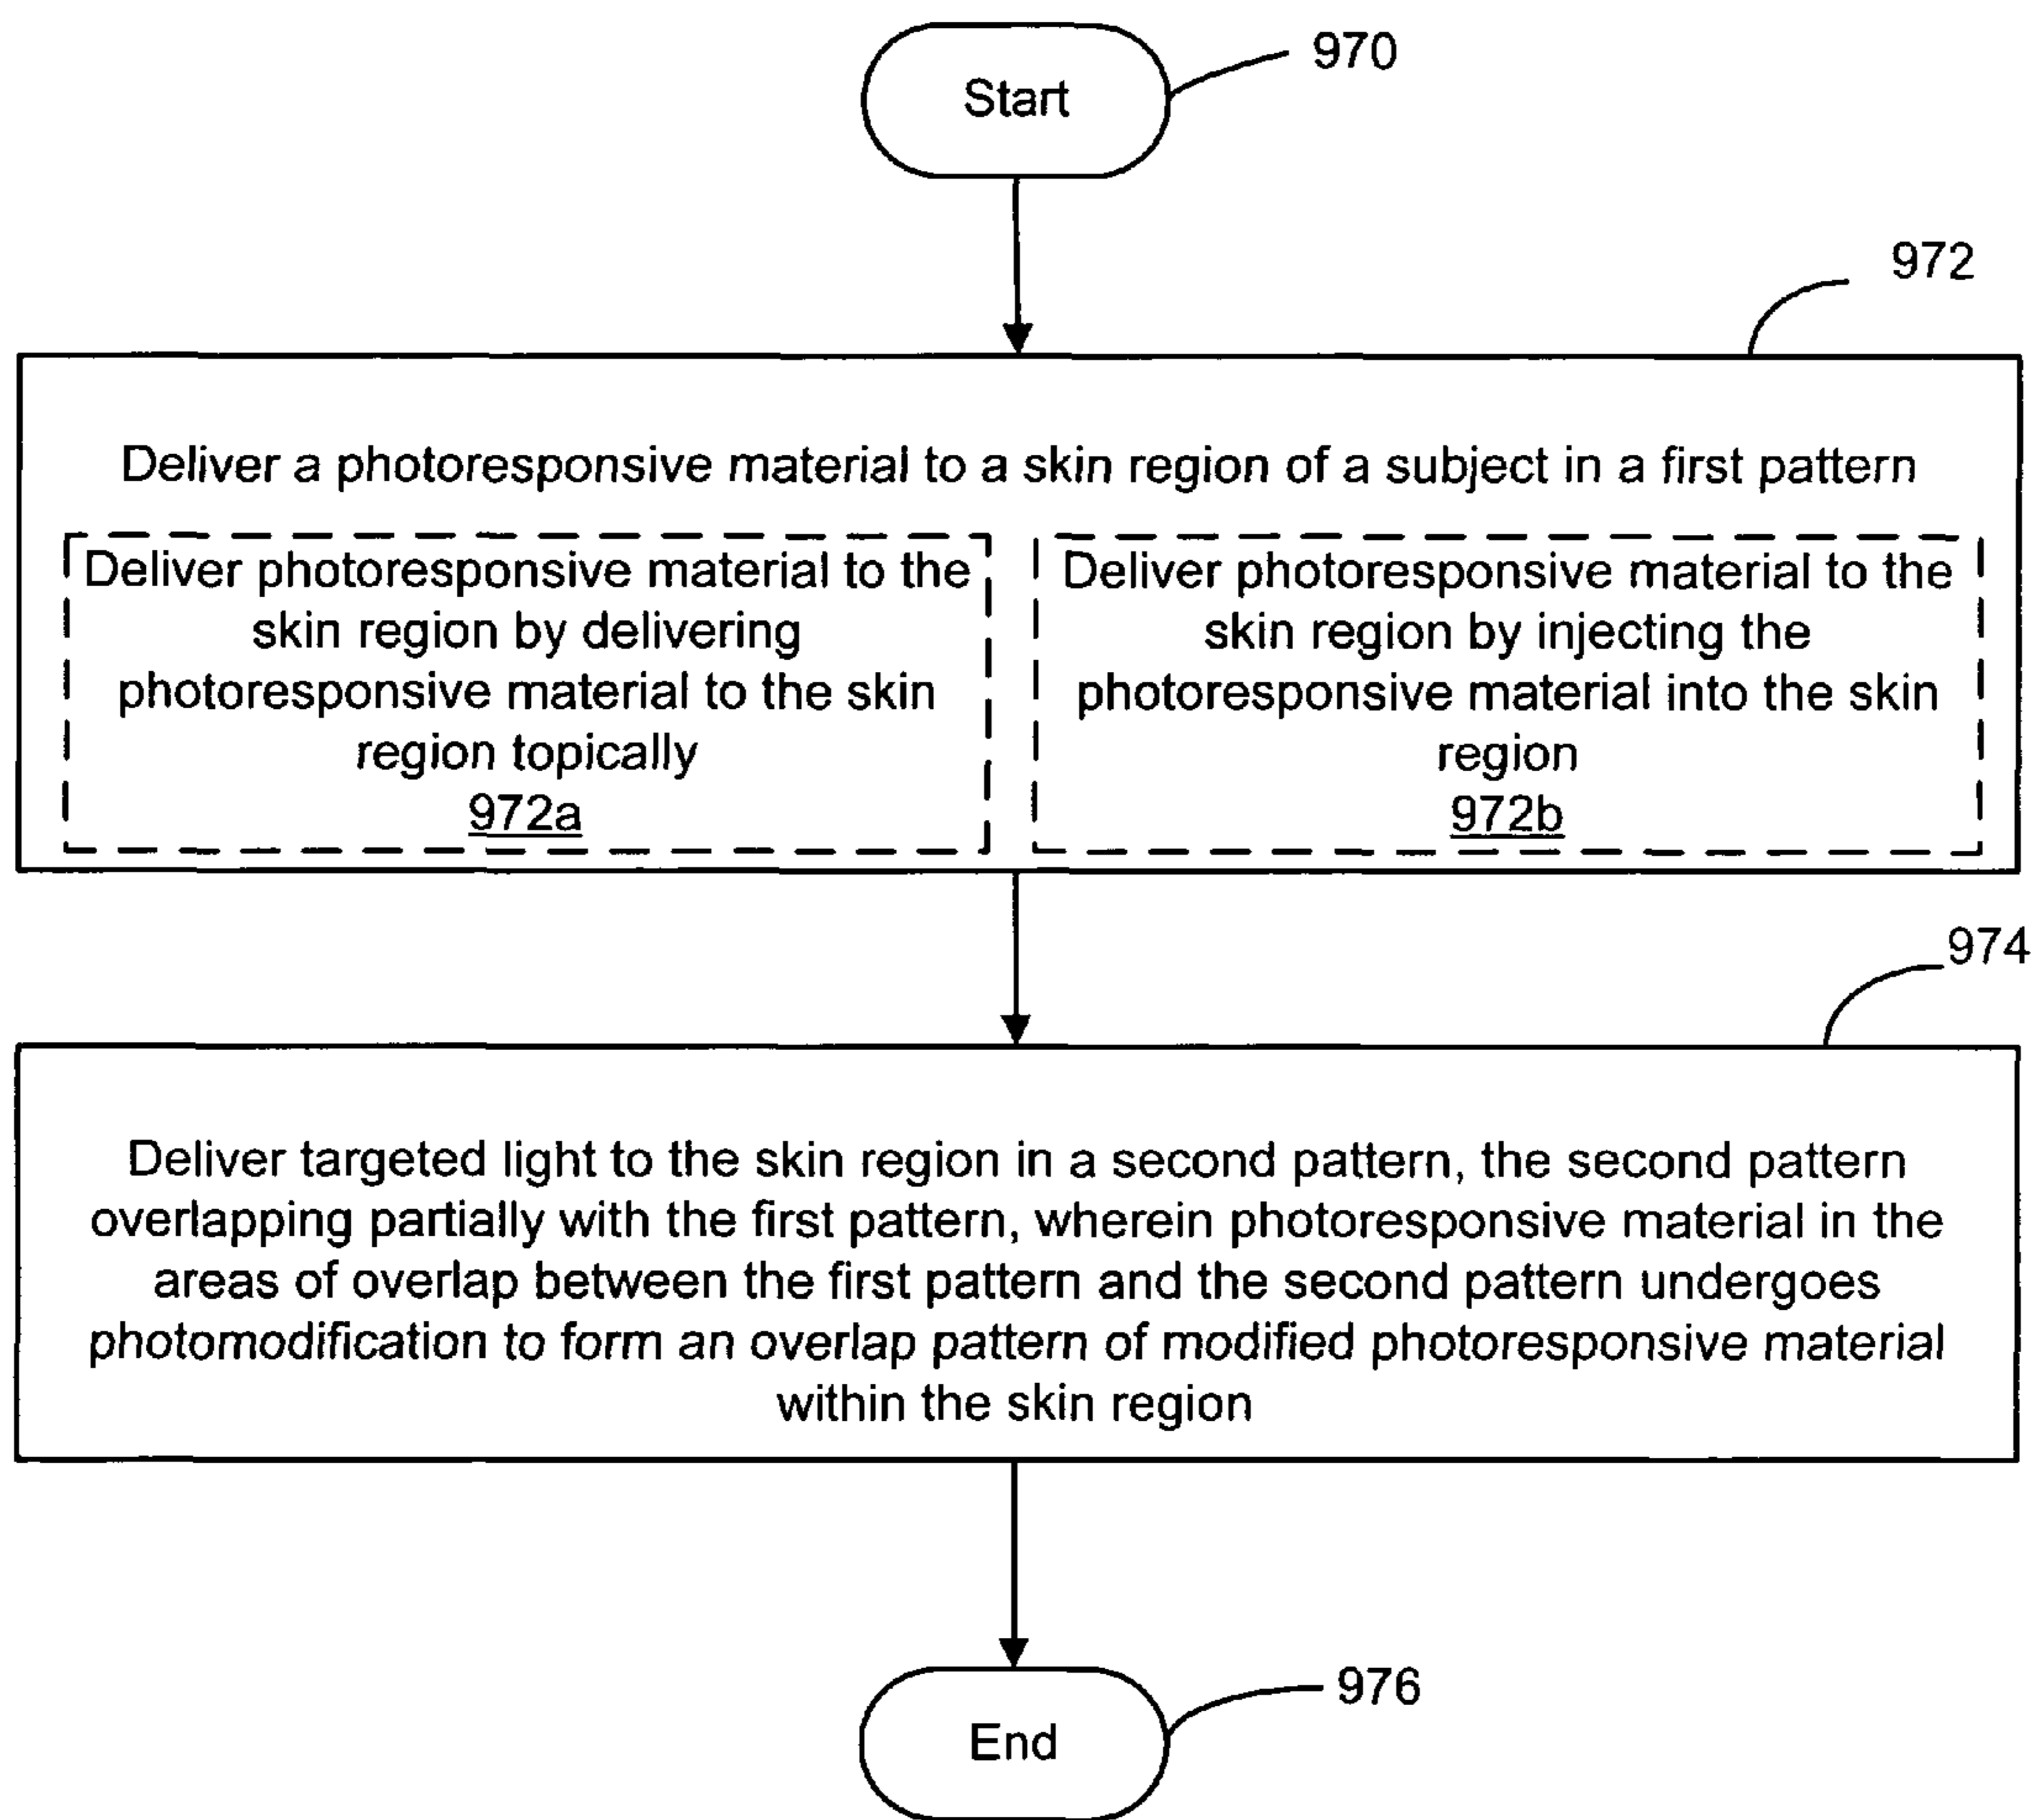 Start
970
972
Deliver a photoresponsive material to a skin region of a subject in a first pattern
Deliver photoresponsive material to the
skin region by delivering
photoresponsive material to the skin
region topically
972a
Deliver photoresponsive material to the
skin region by injecting the
photoresponsive material into the skin
region
972b
974
Deliver targeted light to the skin region in a second pattern, the second pattern
overlapping partially with the first pattern, wherein photoresponsive material in the
areas of overlap between the first pattern and the second pattern undergoes
photomodification to form an overlap pattern of modified photoresponsive material
within the skin region
976
End